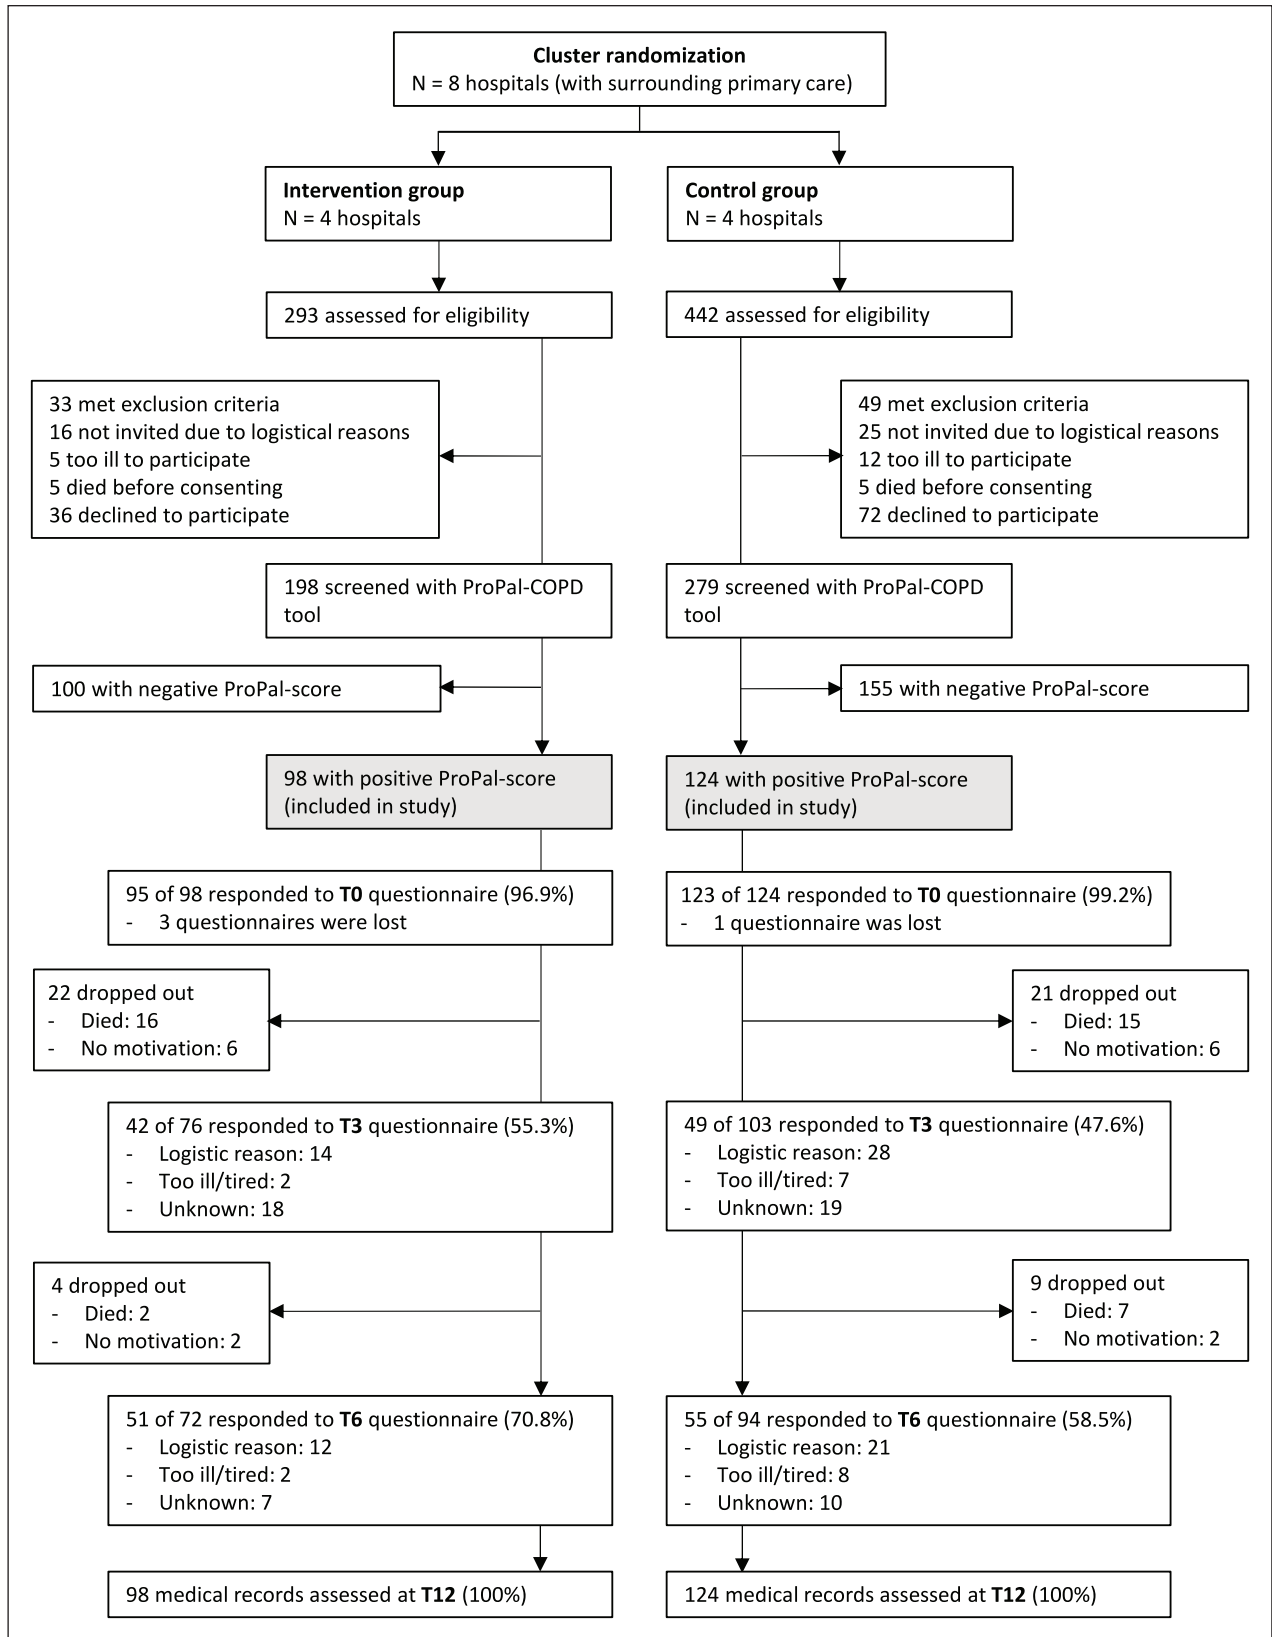 Cluster randomization
N = 8 hospitals (with surrounding primary care)
Intervention group
N = 4 hospitals
Control group
N = 4 hospitals
293 assessed for eligibility
442 assessed for eligibility
33 met exclusion criteria
16 not invited due to logistical reasons
5 too ill to participate
5 died before consenting
36 declined to participate
49 met exclusion criteria
25 not invited due to logistical reasons
12 too ill to participate
5 died before consenting
72 declined to participate
198 screened with ProPal-COPD
tool
279 screened with ProPal-COPD
tool
100 with negative ProPal-score
155 with negative ProPal-score
98 with positive ProPal-score
(included in study)
124 with positive ProPal-score
(included in study)
95 of 98 responded to T0 questionnaire (96.9%)
- 3 questionnaires were lost
123 of 124 responded to T0 questionnaire (99.2%)
- 1 questionnaire was lost
22 dropped out
- Died: 16
- No motivation: 6
21 dropped out
- Died: 15
- No motivation: 6
42 of 76 responded to T3 questionnaire (55.3%)
- Logistic reason: 14
- Too ill/tired: 2
- Unknown: 18
49 of 103 responded to T3 questionnaire (47.6%)
- Logistic reason: 28
- Too ill/tired: 7
- Unknown: 19
4 dropped out
- Died: 2
- No motivation: 2
9 dropped out
- Died: 7
- No motivation: 2
51 of 72 responded to T6 questionnaire (70.8%)
- Logistic reason: 12
- Too ill/tired: 2
- Unknown: 7
55 of 94 responded to T6 questionnaire (58.5%)
- Logistic reason: 21
- Too ill/tired: 8
- Unknown: 10
98 medical records assessed at T12 (100%)
124 medical records assessed at T12 (100%)